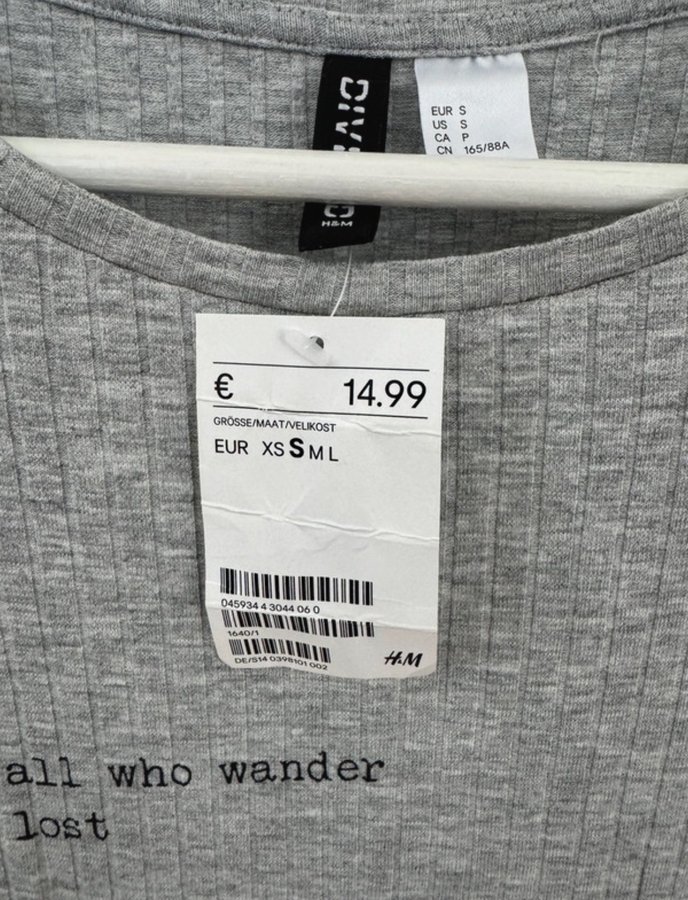 EUR S
US S
CA P
CN 165/88A
H&M
€ 14.99
GRÖSSE/MAAT/VELIKOST
EUR XS S M L
045934 4 3044 06 0
1640/1
DE/S14 0398101 002
H&M
all who wander
lost